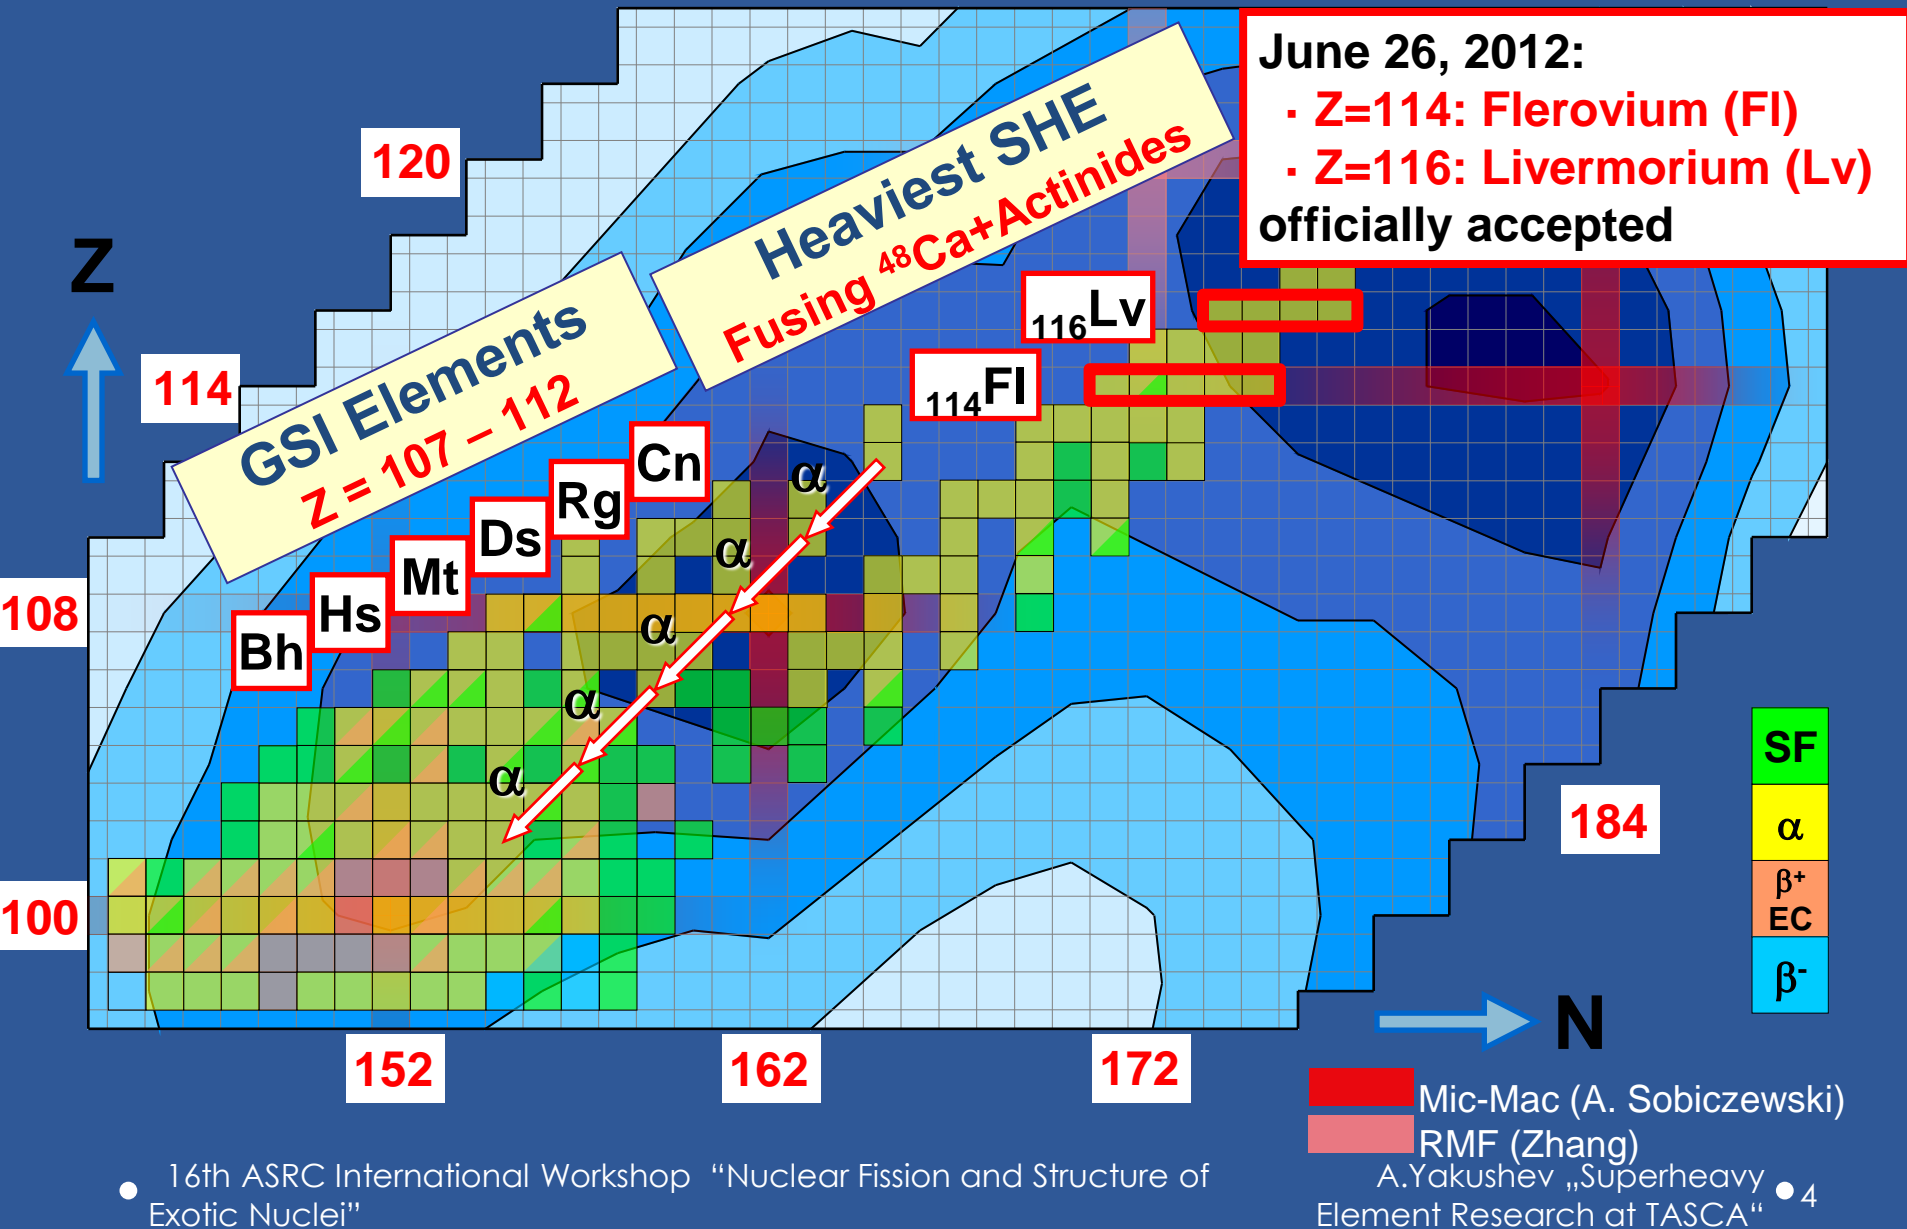 June 26, 2012:
· Z=114: Flerovium (Fl)
· Z=116: Livermorium (Lv)
officially accepted
Heaviest SHE
Fusing ⁴⁸Ca+Actinides
GSI Elements
Z = 107 – 112
Z
120
114
108
100
₁₁₆Lv
₁₁₄Fl
Cn
Rg
Ds
Mt
Hs
Bh
α
α
α
α
α
SF
α
β⁺
EC
β⁻
184
N
152
162
172
Mic-Mac (A. Sobiczewski)
RMF (Zhang)
• 16th ASRC International Workshop “Nuclear Fission and Structure of
Exotic Nuclei”
A.Yakushev „Superheavy
Element Research at TASCA“
• 4